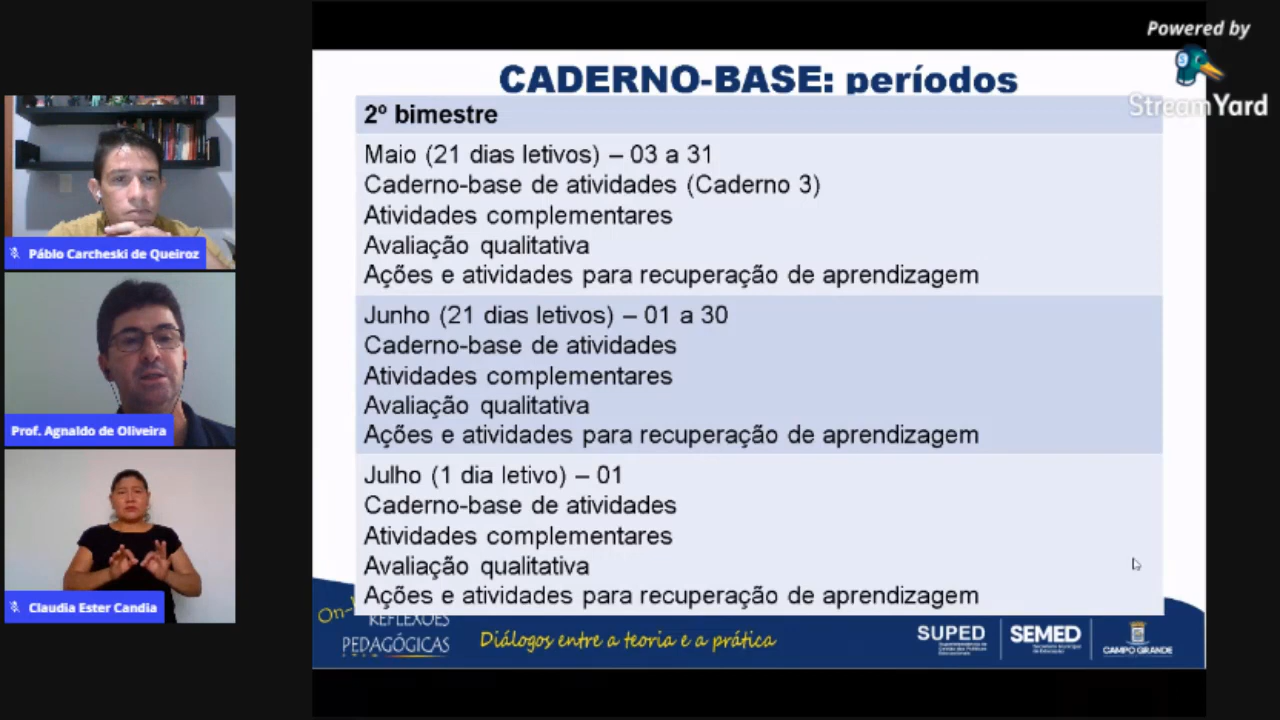 Powered by
StreamYard
CADERNO-BASE: períodos
2º bimestre
Maio (21 dias letivos) – 03 a 31
Caderno-base de atividades (Caderno 3)
Atividades complementares
Avaliação qualitativa
Ações e atividades para recuperação de aprendizagem
Junho (21 dias letivos) – 01 a 30
Caderno-base de atividades
Atividades complementares
Avaliação qualitativa
Ações e atividades para recuperação de aprendizagem
Julho (1 dia letivo) – 01
Caderno-base de atividades
Atividades complementares
Avaliação qualitativa
Ações e atividades para recuperação de aprendizagem
Páblo Carcheski de Queiroz
Prof. Agnaldo de Oliveira
Claudia Ester Candia
On-
REFLEXÕES
PEDAGÓGICAS
Diálogos entre a teoria e a prática
SUPED
SEMED
CAMPO GRANDE